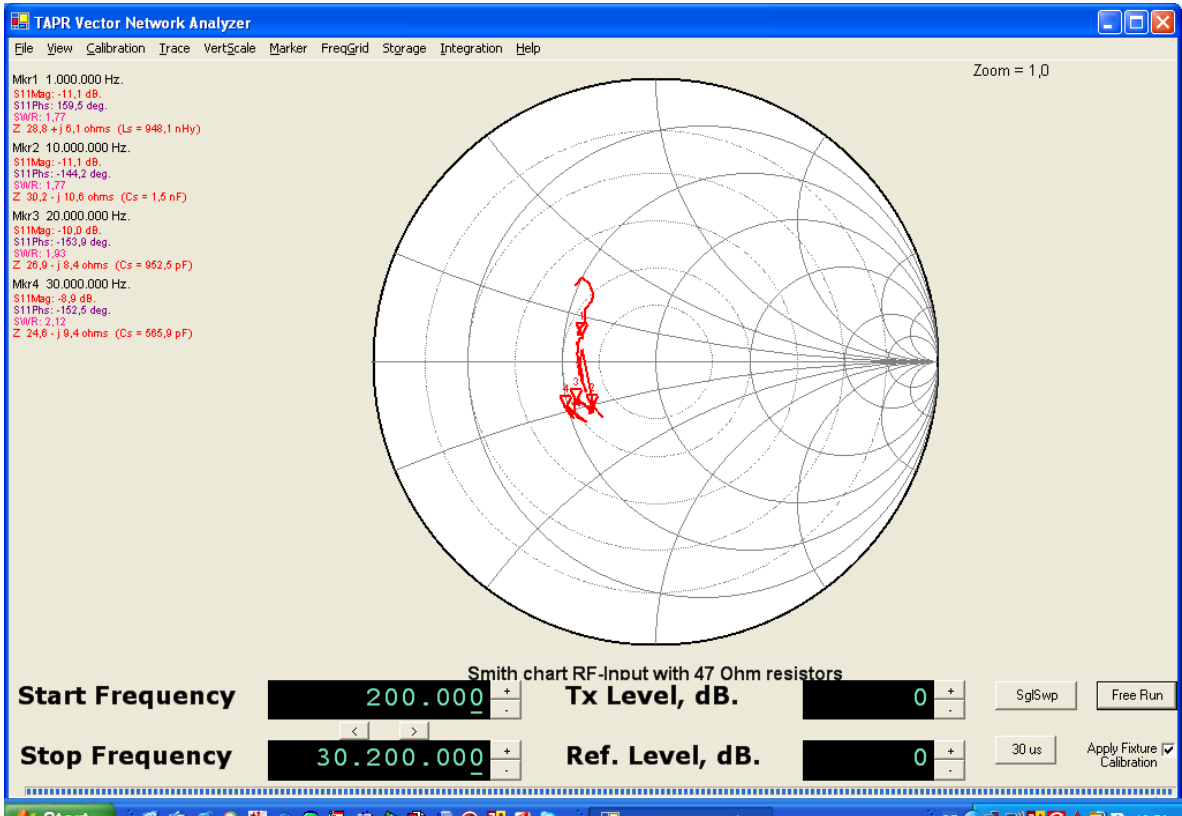 TAPR Vector Network Analyzer
File View Calibration Trace VertScale Marker FreqGrid Storage Integration Help
Zoom = 1,0
Mkr1 1.000.000 Hz.
S11Mag: -11,1 dB.
S11Phs: 159,5 deg.
SWR: 1,77
Z 28,8 + j 6,1 ohms (Ls = 948,1 nHy)
Mkr2 10.000.000 Hz.
S11Mag: -11,1 dB.
S11Phs: -144,2 deg.
SWR: 1,77
Z 30,2 - j 10,6 ohms (Cs = 1,5 nF)
Mkr3 20.000.000 Hz.
S11Mag: -10,0 dB.
S11Phs: -153,9 deg.
SWR: 1,93
Z 26,9 - j 8,4 ohms (Cs = 952,5 pF)
Mkr4 30.000.000 Hz.
S11Mag: -8,9 dB.
S11Phs: -152,5 deg.
SWR: 2,12
Z 24,6 - j 9,4 ohms (Cs = 565,9 pF)
1
4 3 2
Smith chart RF-Input with 47 Ohm resistors
Start Frequency 200.000 + - Tx Level, dB. 0 + - SglSwp Free Run
< >
Stop Frequency 30.200.000 + - Ref. Level, dB. 0 + - 30 us Apply Fixture Calibration
Start